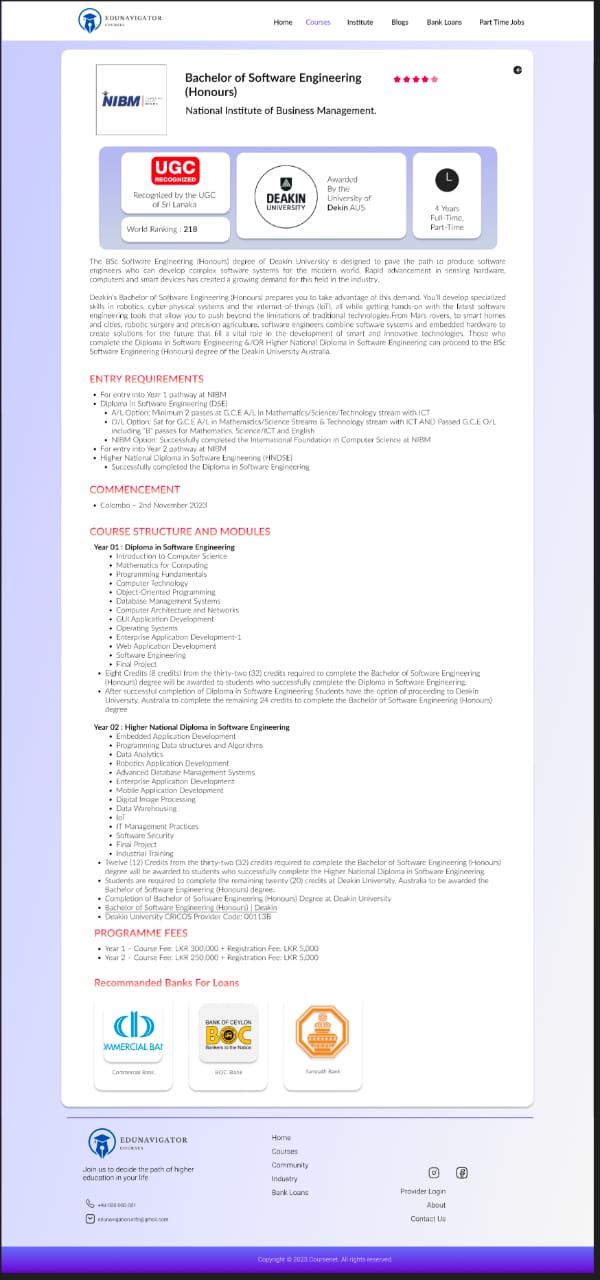 EDUNAVIGATOR
COURSES
Home Courses Institute Blogs Bank Loans Part Time Jobs
NIBM
Bachelor of Software Engineering
(Honours)
National Institute of Business Management.
UGC
RECOGNIZED
Recognized by the UGC
of Sri Lanaka
World Ranking : 218
DEAKIN
UNIVERSITY
Awarded
By the
University of
Dekin AUS
4 Years
Full-Time,
Part-Time
The BSc Software Engineering (Honours) degree of Deakin University is designed to pave the path to produce software
engineers who can develop complex software systems for the modern world. Rapid advancement in sensing hardware,
computers and smart devices has created a growing demand for this field in the industry.
Deakin's Bachelor of Software Engineering (Honours) prepares you to take advantage of this demand. You'll develop specialized
skills in robotics, cyber-physical systems and the internet-of-things (IoT), all while getting hands-on with the latest software
engineering tools that allow you to push beyond the limitations of traditional technologies.From Mars rovers, to smart homes
and cities, robotic surgery and precision agriculture, software engineers combine software systems and embedded hardware to
create solutions for the future that fill a vital role in the development of smart and innovative technologies. Those who
complete the Diploma in Software Engineering &/OR Higher National Diploma in Software Engineering can proceed to the BSc
Software Engineering (Honours) degree of the Deakin University Australia.
ENTRY REQUIREMENTS
• For entry into Year 1 pathway at NIBM
• Diploma in Software Engineering (DSE)
• A/L Option: Minimum 2 passes at G.C.E A/L in Mathematics/Science/Technology stream with ICT
• O/L Option: Sat for G.C.E A/L in Mathematics/Science Streams & Technology stream with ICT AND Passed G.C.E O/L
including "B" passes for Mathematics, Science/ICT and English
• NIBM Option: Successfully completed the International Foundation in Computer Science at NIBM
• For entry into Year 2 pathway at NIBM
• Higher National Diploma in Software Engineering (HNDSE)
• Successfully completed the Diploma in Software Engineering
COMMENCEMENT
• Colombo – 2nd November 2023
COURSE STRUCTURE AND MODULES
Year 01 : Diploma in Software Engineering
• Introduction to Computer Science
• Mathematics for Computing
• Programming Fundamentals
• Computer Technology
• Object-Oriented Programming
• Database Management Systems
• Computer Architecture and Networks
• GUI Application Development
• Operating Systems
• Enterprise Application Development-1
• Web Application Development
• Software Engineering
• Final Project
• Eight Credits (8 credits) from the thirty-two (32) credits required to complete the Bachelor of Software Engineering
(Honours) degree will be awarded to students who successfully complete the Diploma in Software Engineering.
• After successful completion of Diploma in Software Engineering Students have the option of proceeding to Deakin
University, Australia to complete the remaining 24 credits to complete the Bachelor of Software Engineering (Honours)
degree
Year 02 : Higher National Diploma in Software Engineering
• Embedded Application Development
• Programming Data structures and Algorithms
• Data Analytics
• Robotics Application Development
• Advanced Database Management Systems
• Enterprise Application Development
• Mobile Application Development
• Digital Image Processing
• Data Warehousing
• IoT
• IT Management Practices
• Software Security
• Final Project
• Industrial Training
• Twelve (12) Credits from the thirty-two (32) credits required to complete the Bachelor of Software Engineering (Honours)
degree will be awarded to students who successfully complete the Higher National Diploma in Software Engineering.
• Students are required to complete the remaining twenty (20) credits at Deakin University, Australia to be awarded the
Bachelor of Software Engineering (Honours) degree.
• Completion of Bachelor of Software Engineering (Honours) Degree at Deakin University
• Bachelor of Software Engineering (Honours) | Deakin
• Deakin University CRICOS Provider Code: 00113B
PROGRAMME FEES
• Year 1 – Course Fee: LKR 300,000 + Registration Fee: LKR 5,000
• Year 2 – Course Fee: LKR 250,000 + Registration Fee: LKR 5,000
Recommanded Banks For Loans
BANK OF CEYLON
BOC
Bankers to the Nation
Commercial Bank
BOC Bank
Sampath Bank
EDUNAVIGATOR
COURSES
Join us to decide the path of higher
education in your life
Home
Courses
Community
Industry
Bank Loans
Provider Login
About
Contact Us
Copyright © 2023 Coursenet. All rights reserved.